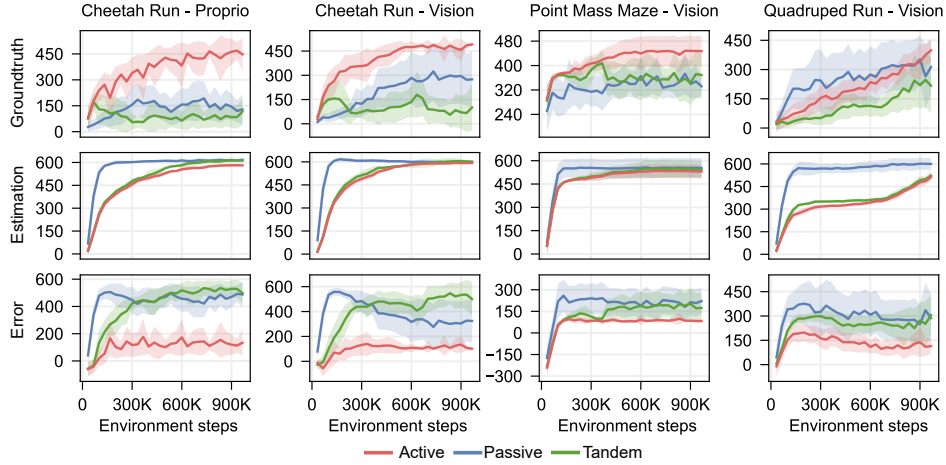 Cheetah Run - Proprio
Cheetah Run - Vision
Point Mass Maze - Vision
Quadruped Run - Vision
Groundtruth
450
300
150
0
450
300
150
0
480
400
320
240
450
300
150
0
Estimation
600
450
300
150
0
600
450
300
150
0
600
450
300
150
0
600
450
300
150
0
Error
600
400
200
0
600
450
300
150
0
300
150
0
−150
−300
450
300
150
0
0
300K
600K
900K
0
300K
600K
900K
0
300K
600K
900K
0
300K
600K
900K
Environment steps
Environment steps
Environment steps
Environment steps
Active
Passive
Tandem